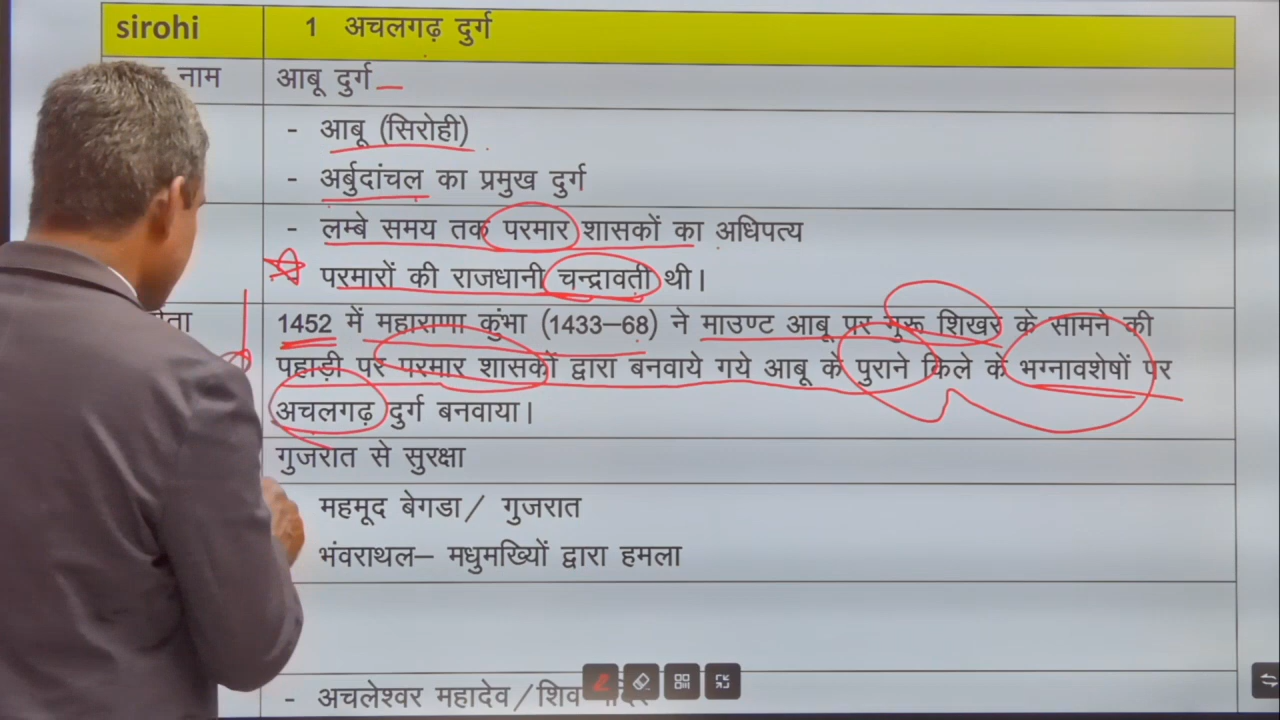 sirohi 1 अचलगढ़ दुर्ग
नाम आबू दुर्ग
- आबू (सिरोही)
- अर्बुदांचल का प्रमुख दुर्ग
- लम्बे समय तक परमार शासकों का अधिपत्य
परमारों की राजधानी चन्द्रावती थी।
1452 में महाराणा कुंभा (1433–68) ने माउण्ट आबू पर गुरू शिखर के सामने की
पहाड़ी पर परमार शासकों द्वारा बनवाये गये आबू के पुराने किले के भग्नावशेषों पर
अचलगढ़ दुर्ग बनवाया।
गुजरात से सुरक्षा
महमूद बेगडा/ गुजरात
भंवराथल– मधुमख्यिों द्वारा हमला
- अचलेश्वर महादेव/शिव